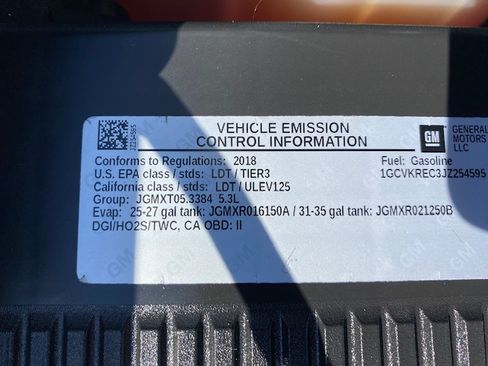 VEHICLE EMISSION
CONTROL INFORMATION
GM
GENERAL
MOTORS
LLC
Conforms to Regulations: 2018
Fuel: Gasoline
U.S. EPA class / stds: LDT / TIER3
1GCVKREC3JZ254595
California class / stds: LDT / ULEV125
Group: JGMXT05.3384 5.3L
Evap: 25-27 gal tank: JGMXR016150A / 31-35 gal tank: JGMXR021250B
DGI/HO2S/TWC, CA OBD: II